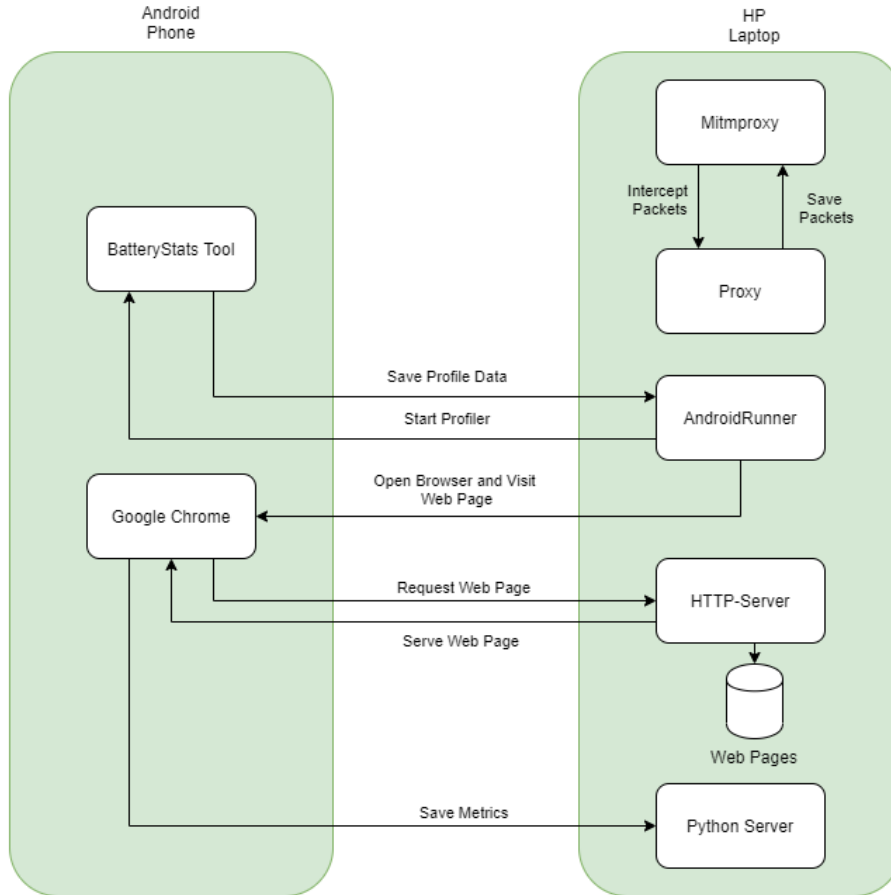 Android
Phone
HP
Laptop
Mitmproxy
Intercept
Packets
Save
Packets
BatteryStats Tool
Proxy
Save Profile Data
Start Profiler
AndroidRunner
Open Browser and Visit
Web Page
Google Chrome
Request Web Page
HTTP-Server
Serve Web Page
Web Pages
Save Metrics
Python Server